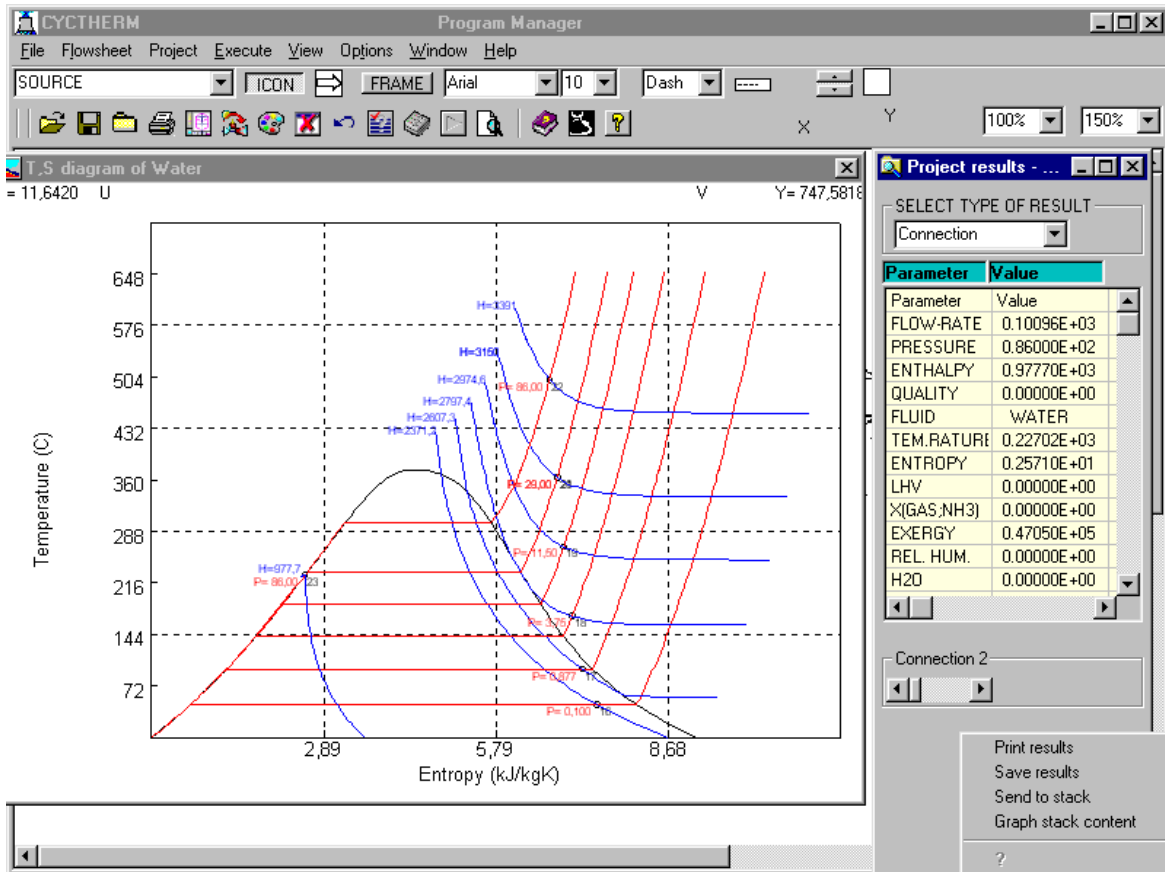 CYCTHERM Program Manager
File Flowsheet Project Execute View Options Window Help
SOURCE ICON FRAME Arial 10 Dash
X Y 100% 150%
T,S diagram of Water
= 11,6420 U V Y= 747,5818
648
576
504
432
360
288
216
144
72
2,89 5,79 8,68
Temperature (C)
Entropy (kJ/kgK)
H=3391
H=3150
H=2974,6
H=2797,4
H=2607,3
P= 86,00 22
P= 29,00
P= 11,50 19
P= 3,75 18
P= 0,877 17
P= 0,100 16
H=977,7
P= 86,00 23
Project results - ...
SELECT TYPE OF RESULT
Connection
Parameter Value
Parameter Value
FLOW-RATE 0.10096E+03
PRESSURE 0.86000E+02
ENTHALPY 0.97770E+03
QUALITY 0.00000E+00
FLUID WATER
TEM.RATURE 0.22702E+03
ENTROPY 0.25710E+01
LHV 0.00000E+00
X(GAS;NH3) 0.00000E+00
EXERGY 0.47050E+05
REL. HUM. 0.00000E+00
H2O 0.00000E+00
Connection 2
Print results
Save results
Send to stack
Graph stack content
?